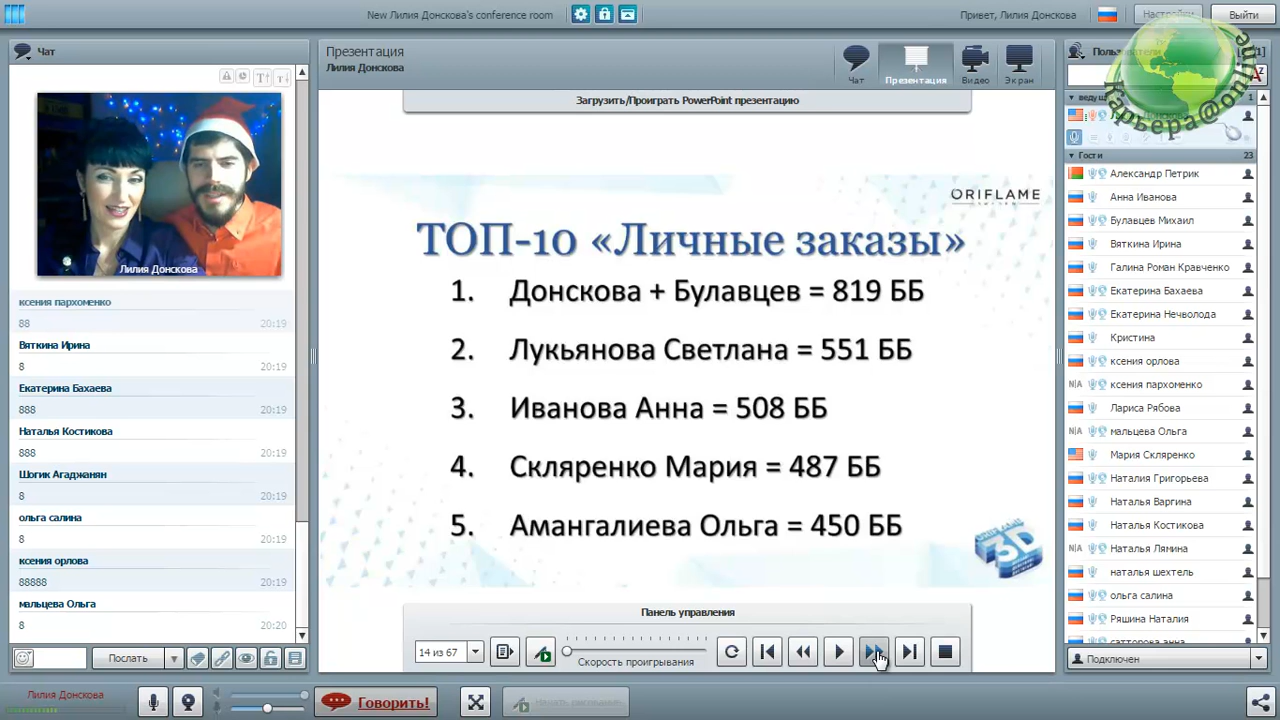 New Лилия Донскова's conference room
Привет, Лилия Донскова
Настройки
Выйти
Чат
Лилия Донскова
ксения пархоменко
88
20:19
Вяткина Ирина
8
20:19
Екатерина Бахаева
888
20:19
Наталья Костикова
888
20:19
Шогик Агаджанян
8
20:19
ольга салина
8
20:19
ксения орлова
88888
20:19
мальцева Ольга
8
20:20
Послать
Презентация
Лилия Донскова
Чат
Презентация
Видео
Экран
Загрузить/Проиграть PowerPoint презентацию
ORIFLAME
ТОП-10 «Личные заказы»
1. Донскова + Булавцев = 819 ББ
2. Лукьянова Светлана = 551 ББ
3. Иванова Анна = 508 ББ
4. Скляренко Мария = 487 ББ
5. Амангалиева Ольга = 450 ББ
3D
Панель управления
14 из 67
Скорость проигрывания
карьера@online
Гости
23
Александр Петрик
Анна Иванова
Булавцев Михаил
Вяткина Ирина
Галина Роман Кравченко
Екатерина Бахаева
Екатерина Нечволода
Кристина
ксения орлова
N|A ксения пархоменко
Лариса Рябова
N|A мальцева Ольга
Мария Скляренко
Наталия Григорьева
Наталья Варгина
Наталья Костикова
N|A Наталья Лямина
наталья шехтель
ольга салина
Ряшина Наталия
сатторова анна
Подключен
Лилия Донскова
Говорить!
Начать рисование